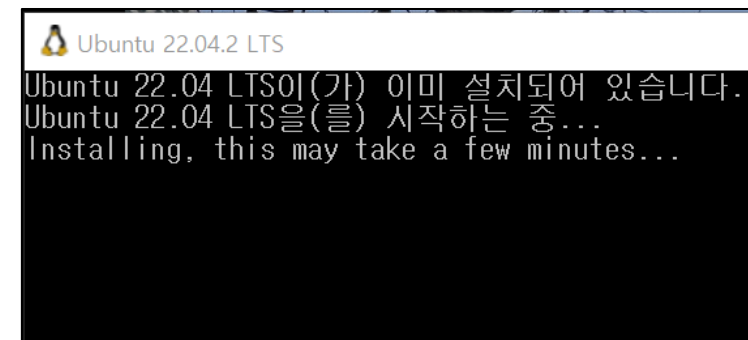 Ubuntu 22.04.2 LTS
Ubuntu 22.04 LTS이(가) 이미 설치되어 있습니다.
Ubuntu 22.04 LTS을(를) 시작하는 중...
Installing, this may take a few minutes...